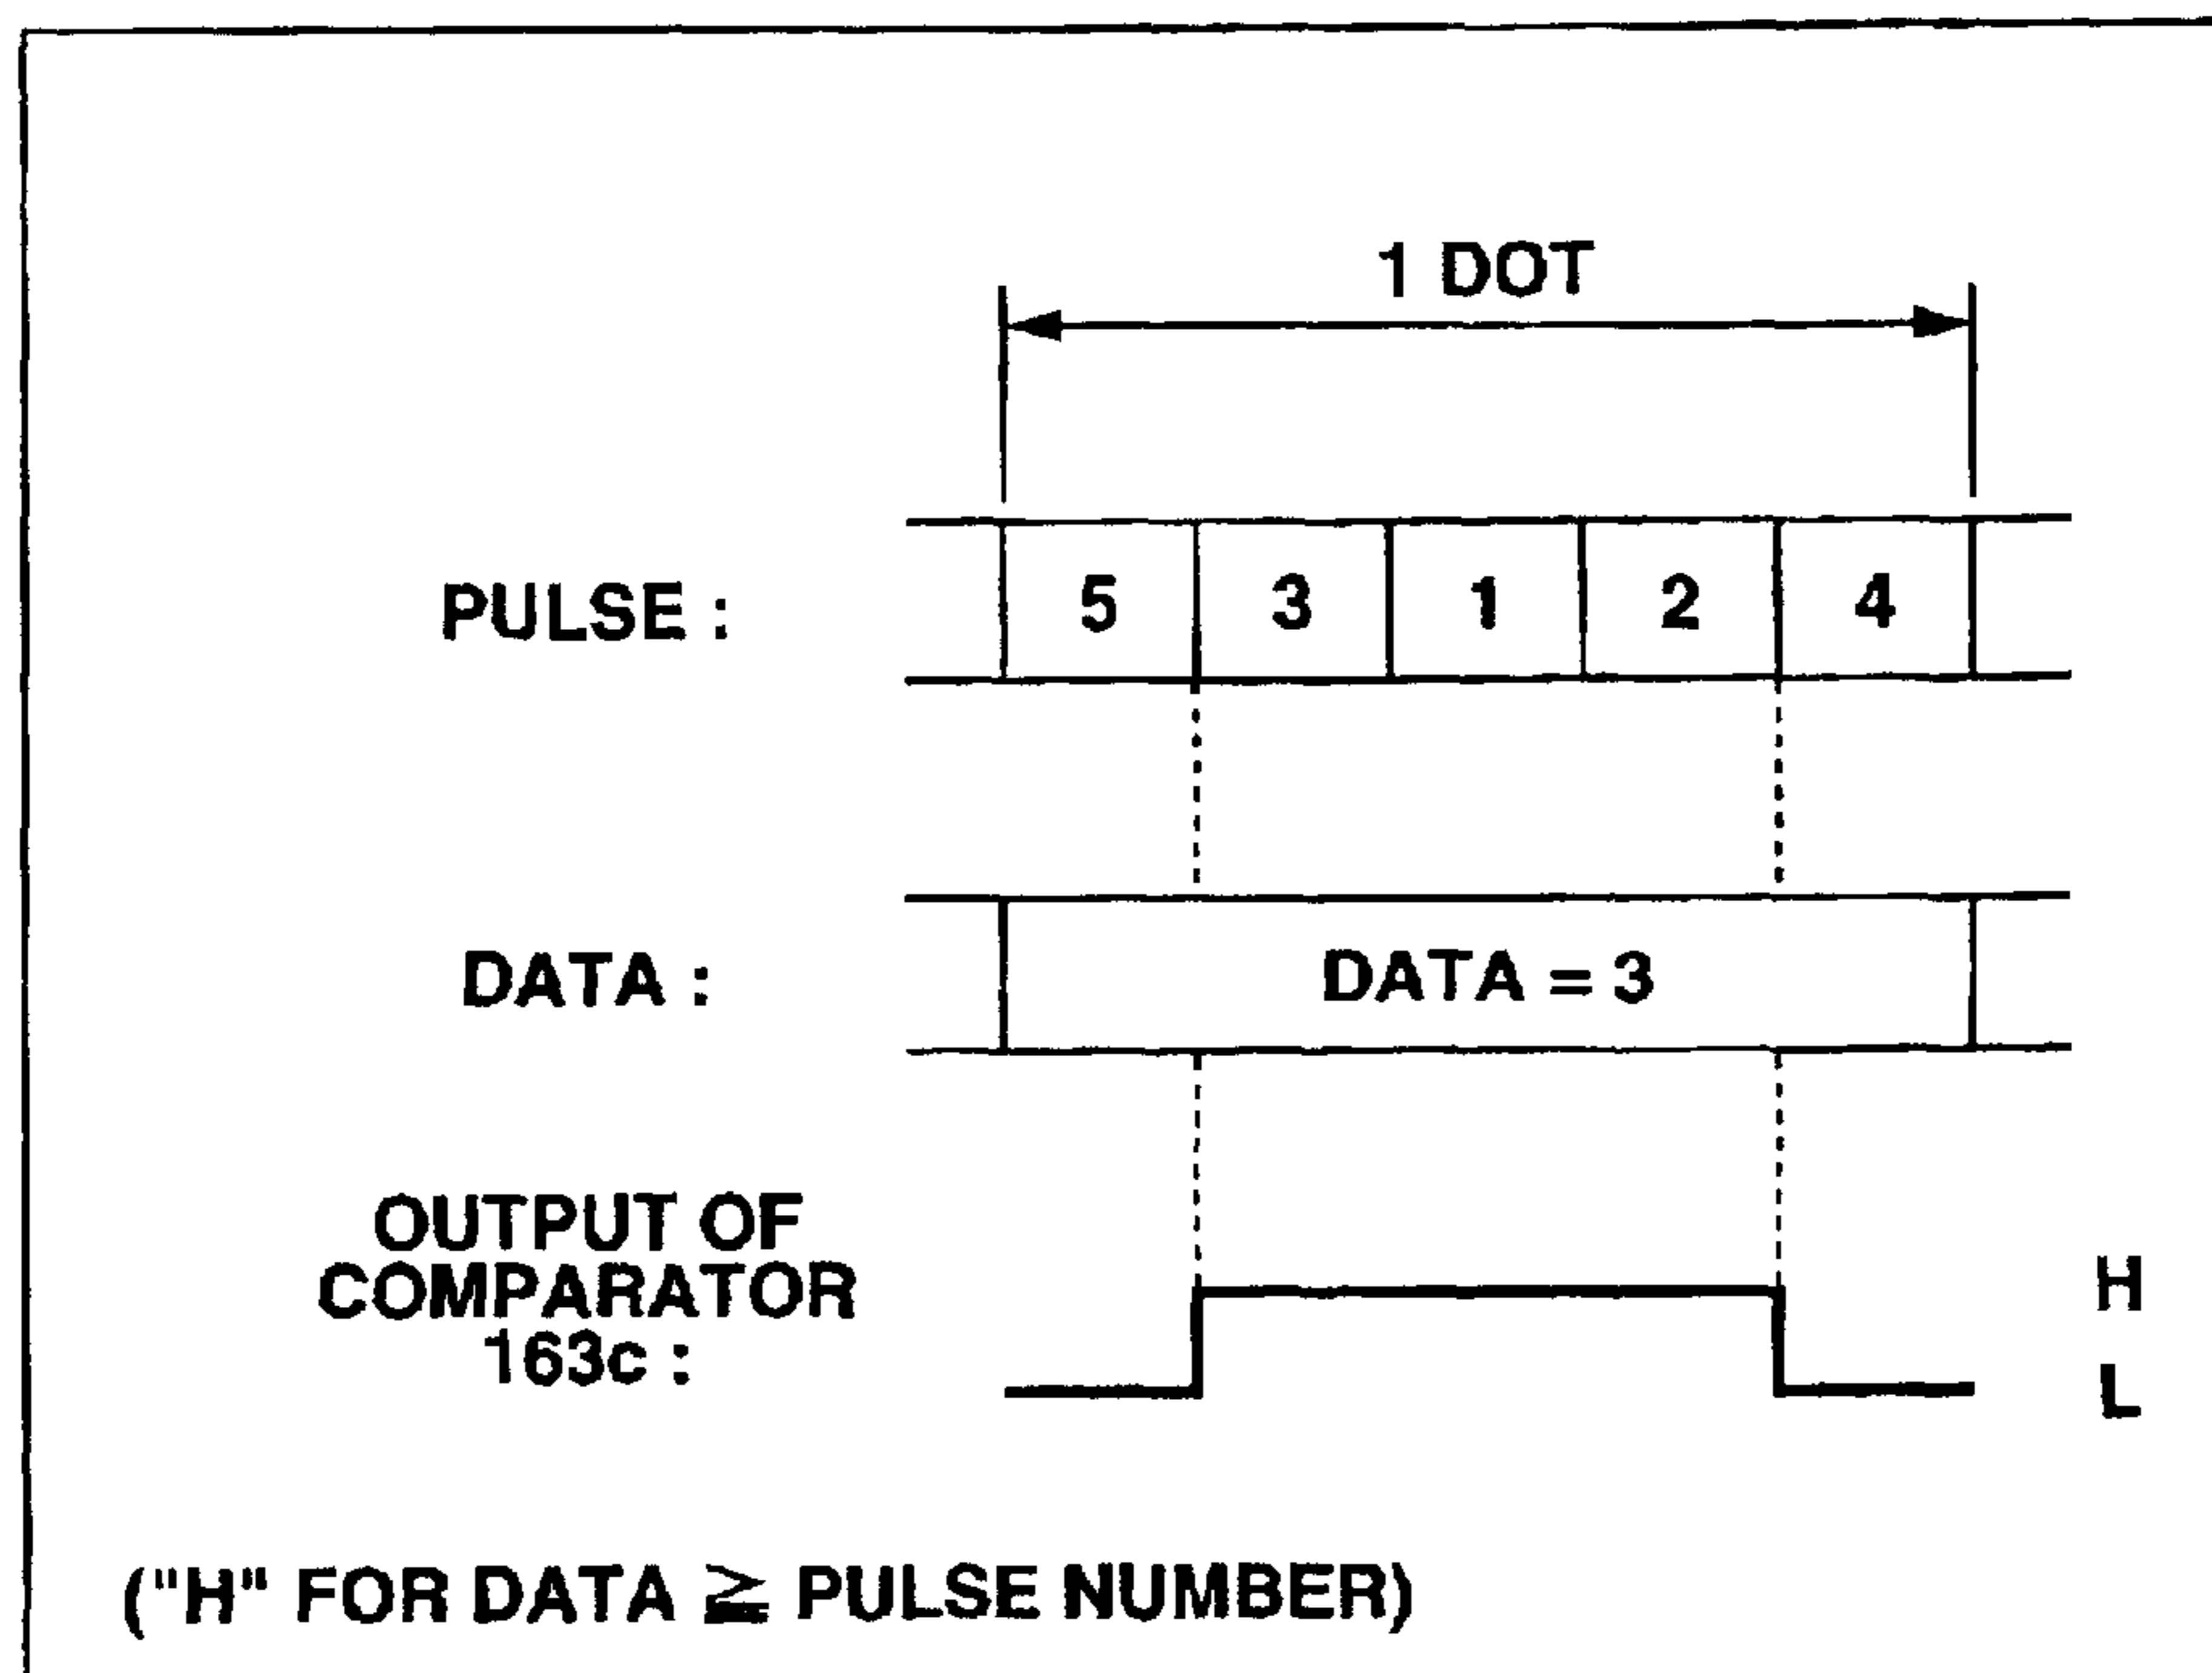 1 DOT
PULSE : 5 3 1 2 4
DATA : DATA = 3
OUTPUT OF
COMPARATOR
163c :
H
L
("H" FOR DATA ≧ PULSE NUMBER)